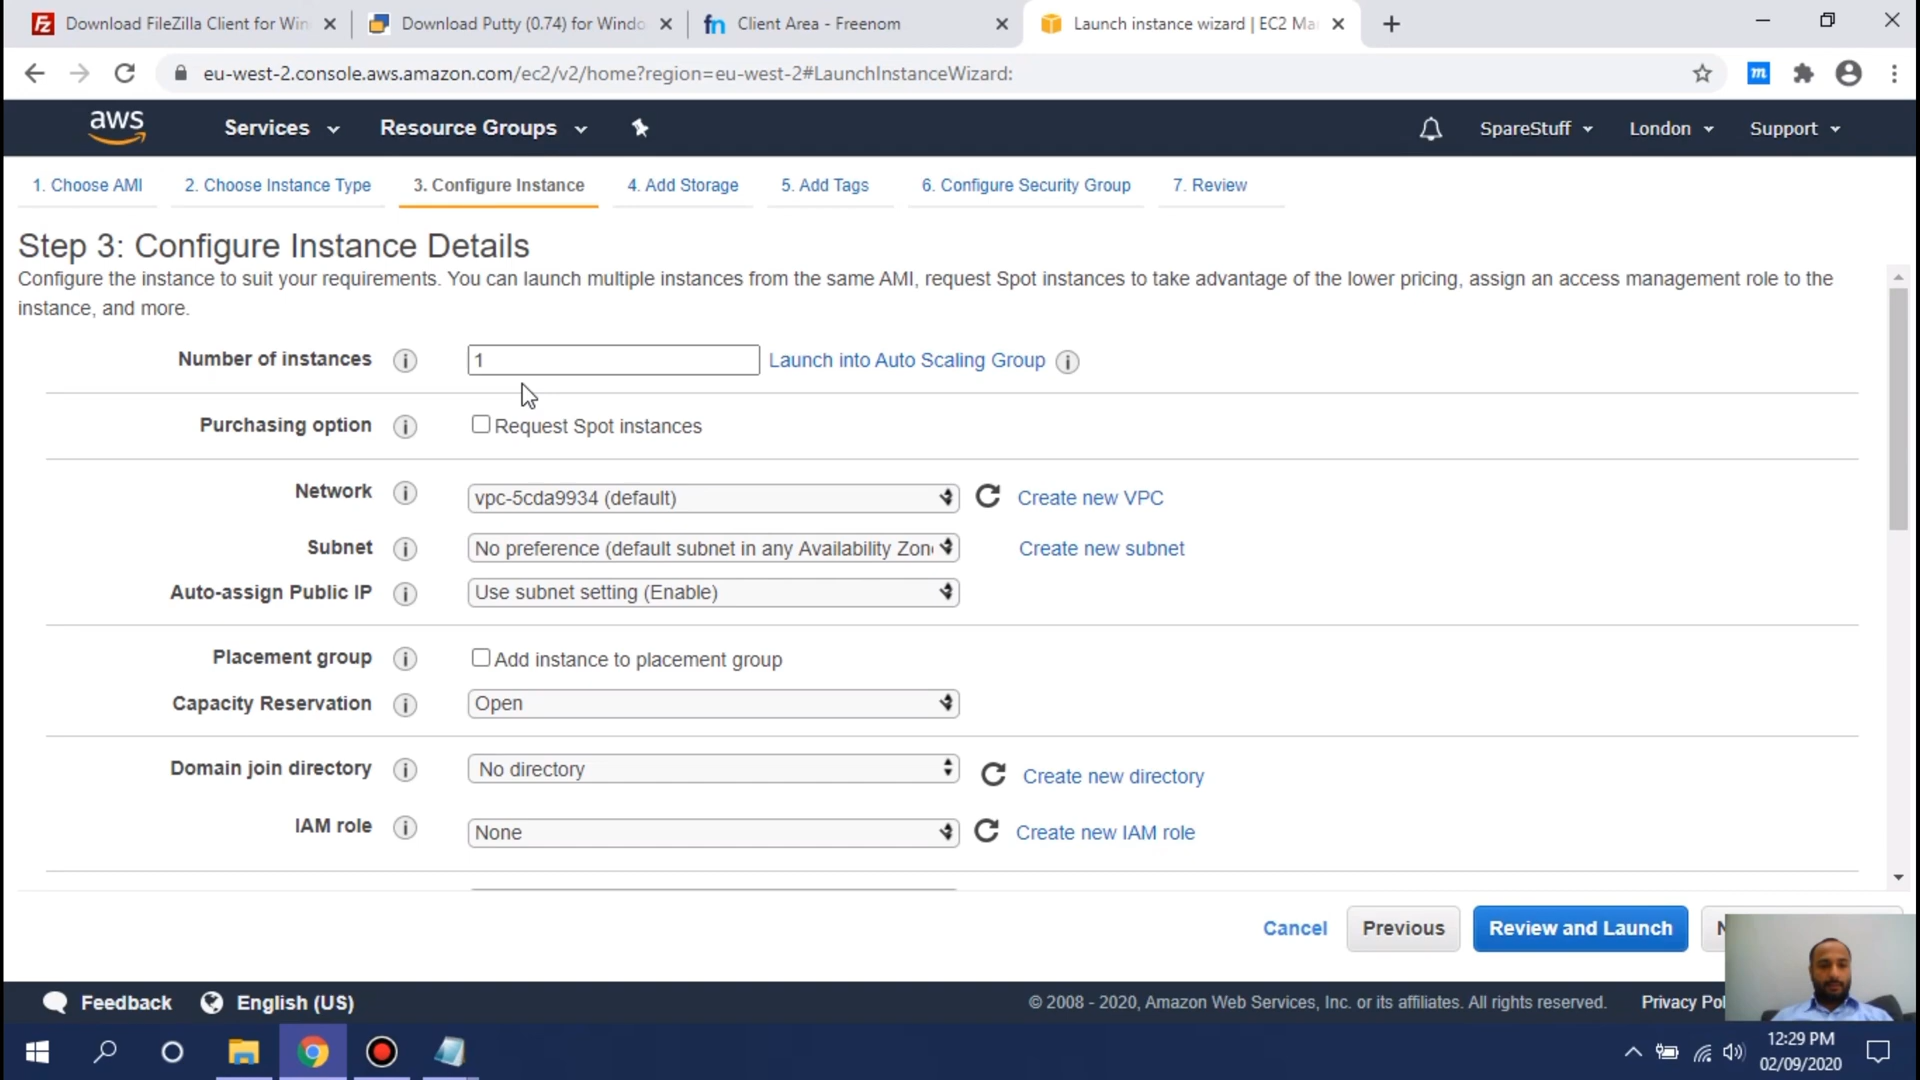 Download FileZilla Client for Win
Download Putty (0.74) for Windo
Client Area - Freenom
Launch instance wizard | EC2 Ma
eu-west-2.console.aws.amazon.com/ec2/v2/home?region=eu-west-2#LaunchInstanceWizard:
aws
Services
Resource Groups
SpareStuff
London
Support
1. Choose AMI
2. Choose Instance Type
3. Configure Instance
4. Add Storage
5. Add Tags
6. Configure Security Group
7. Review
Step 3: Configure Instance Details
Configure the instance to suit your requirements. You can launch multiple instances from the same AMI, request Spot instances to take advantage of the lower pricing, assign an access management role to the
instance, and more.
Number of instances
1
Launch into Auto Scaling Group
Purchasing option
Request Spot instances
Network
vpc-5cda9934 (default)
Create new VPC
Subnet
No preference (default subnet in any Availability Zon
Create new subnet
Auto-assign Public IP
Use subnet setting (Enable)
Placement group
Add instance to placement group
Capacity Reservation
Open
Domain join directory
No directory
Create new directory
IAM role
None
Create new IAM role
Cancel
Previous
Review and Launch
N
Feedback
English (US)
© 2008 - 2020, Amazon Web Services, Inc. or its affiliates. All rights reserved.
Privacy Pol
12:29 PM
02/09/2020